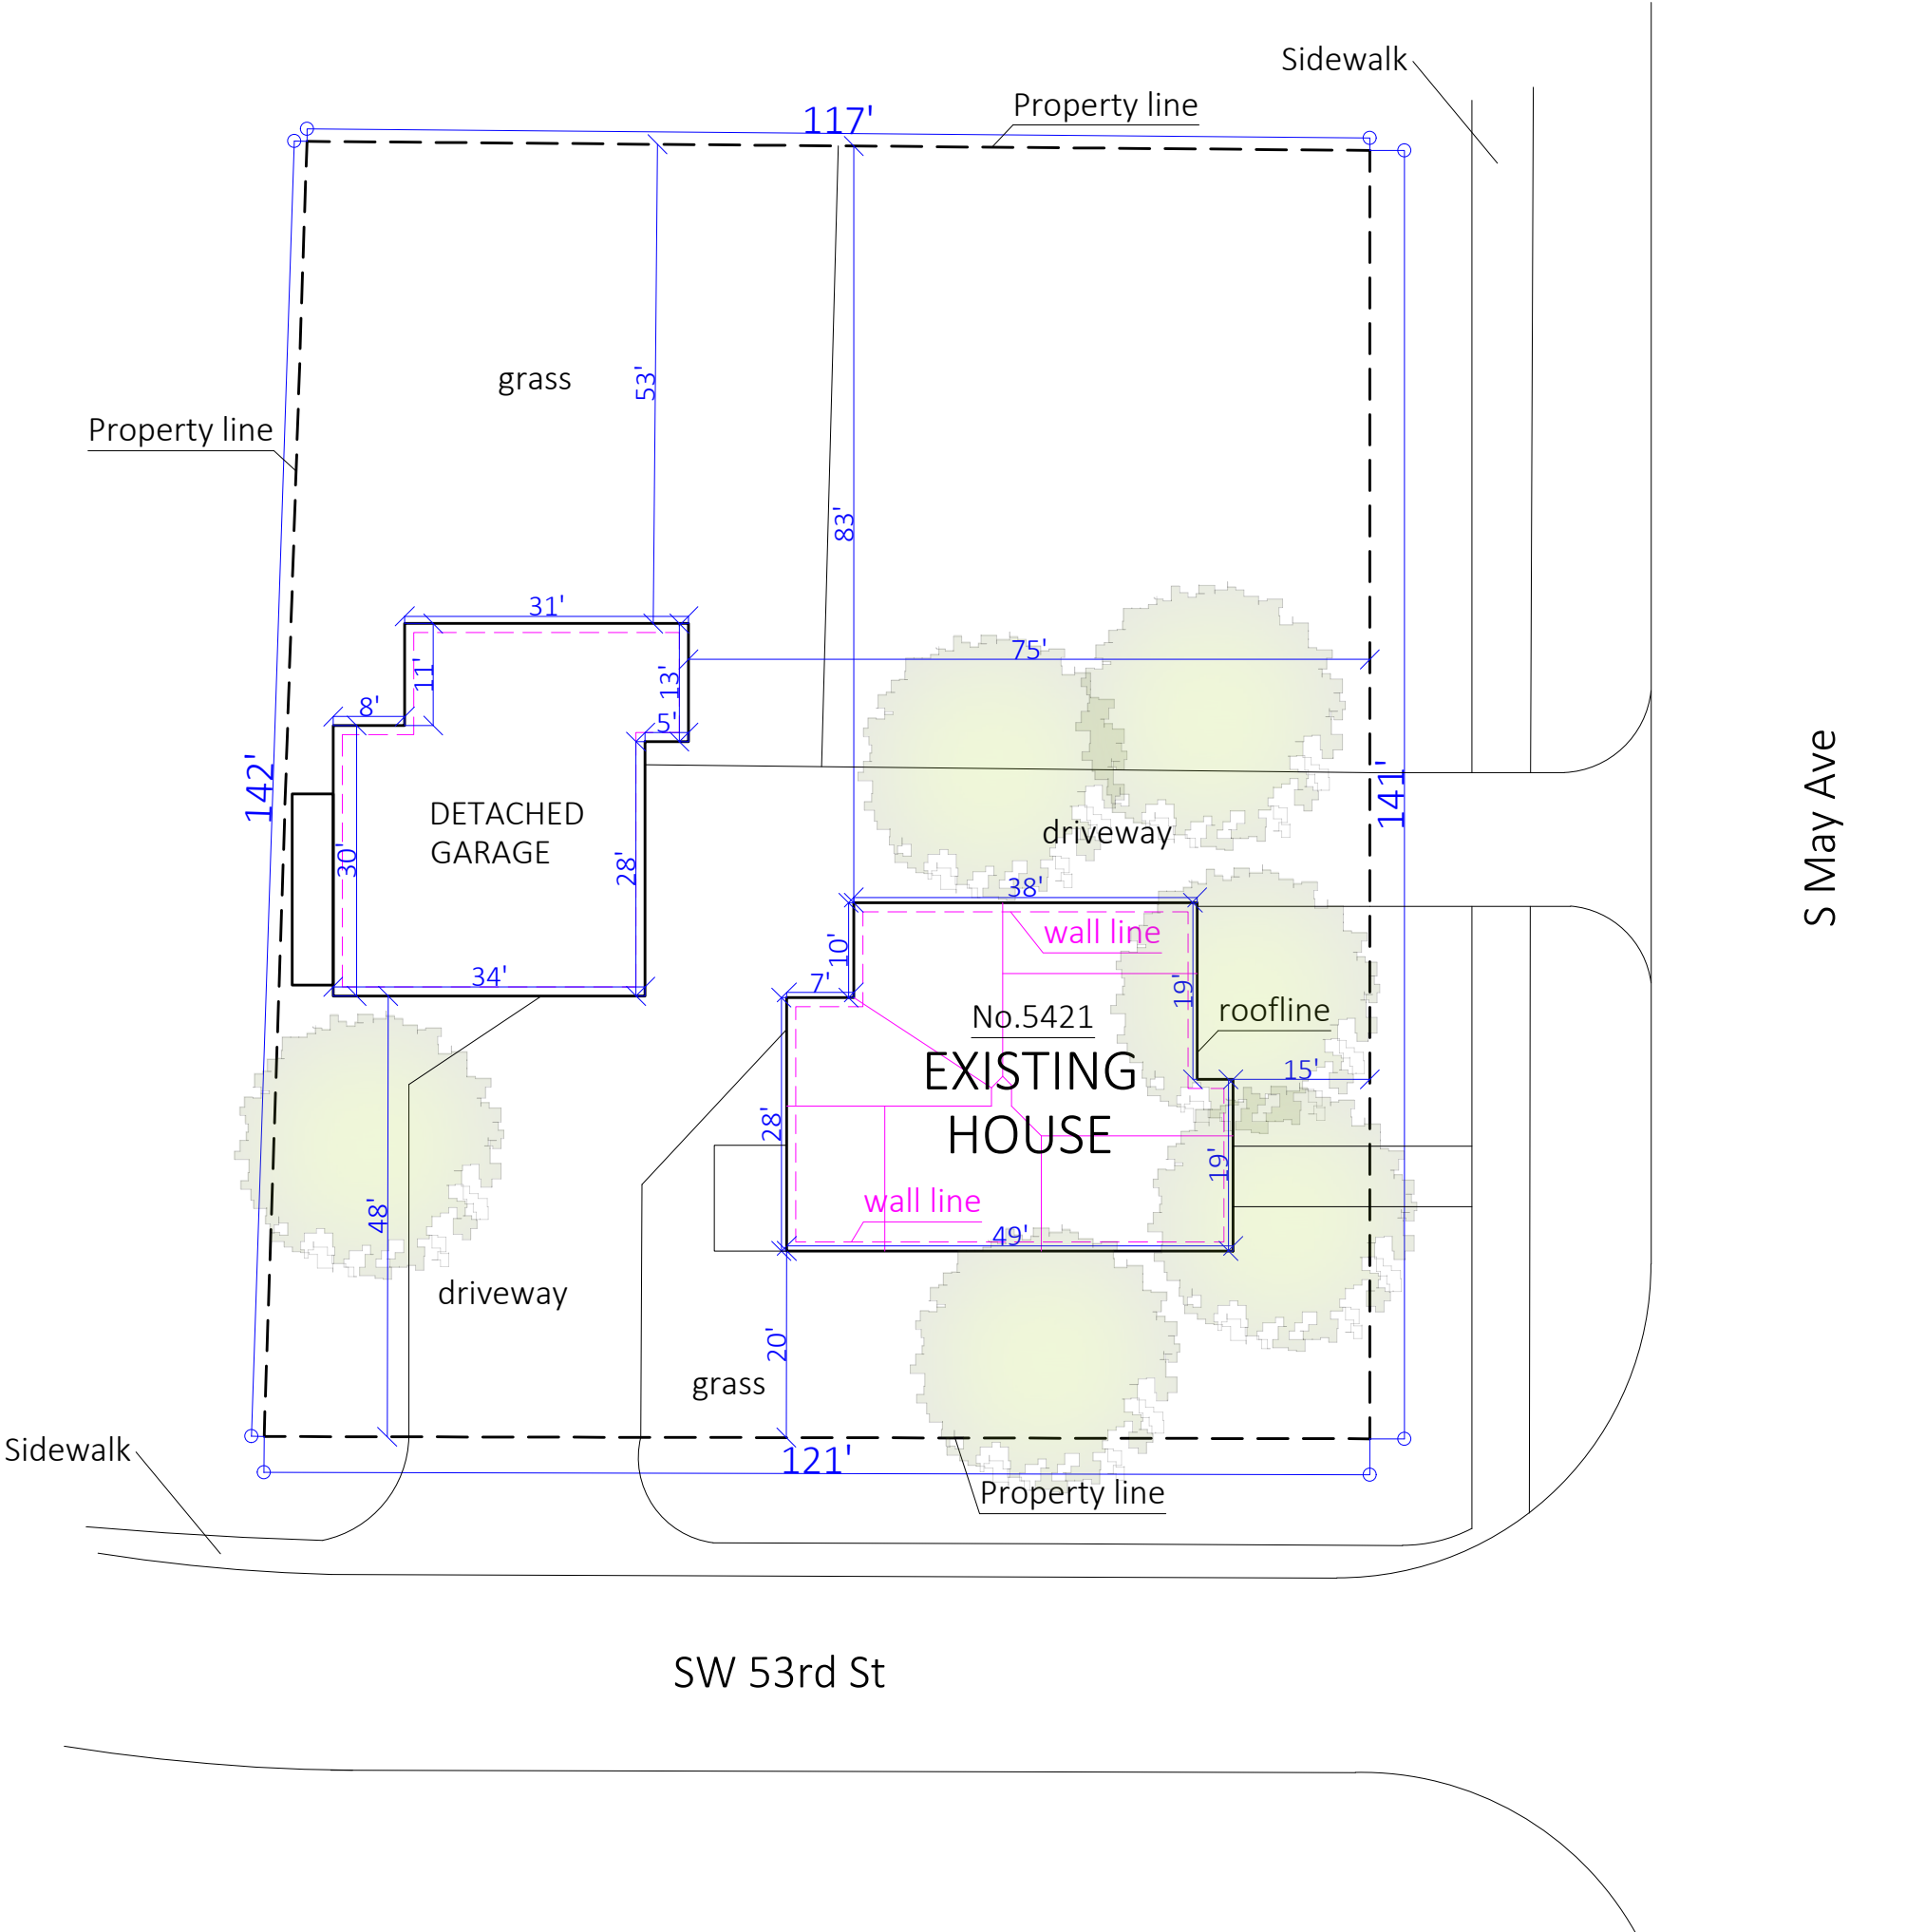 Sidewalk
Property line
117'
grass
53'
Property line
83'
31'
75'
11'
13'
8'
5'
142'
141'
S May Ave
DETACHED
GARAGE
driveway
30'
28'
38'
wall line
10'
34'
7'
19'
No.5421
roofline
EXISTING
HOUSE
15'
28'
19'
wall line
48'
49'
driveway
20'
grass
Sidewalk
121'
Property line
SW 53rd St